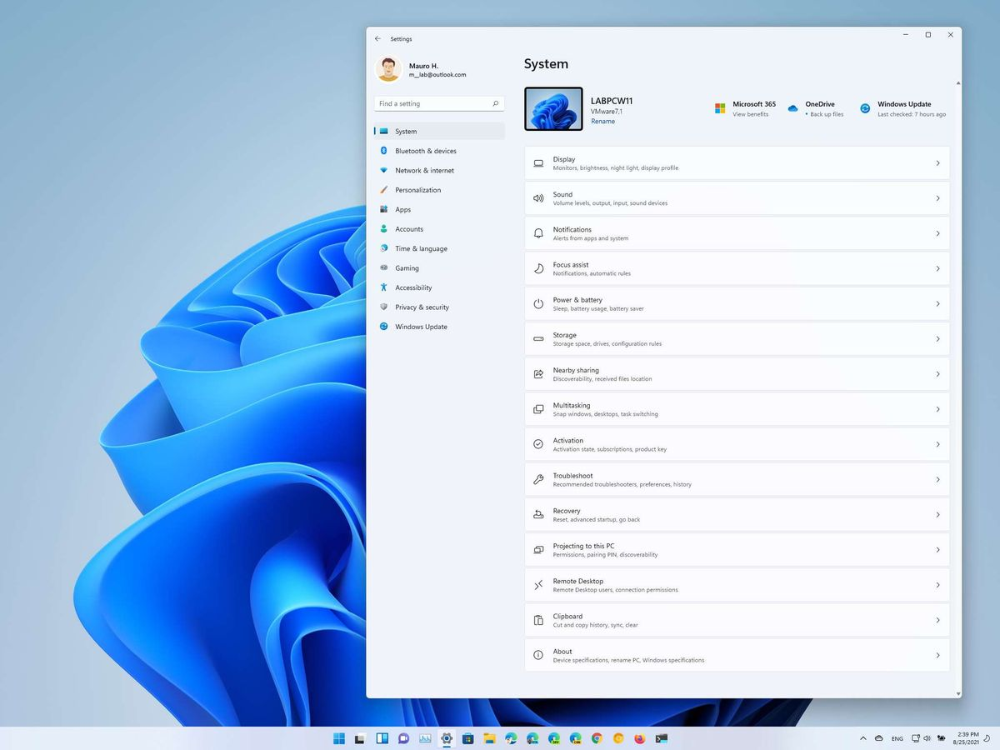 Settings
Mauro H.
m__lab@outlook.com
Find a setting
System
Bluetooth & devices
Network & internet
Personalization
Apps
Accounts
Time & language
Gaming
Accessibility
Privacy & security
Windows Update
System
LABPCW11
VMware7,1
Rename
Microsoft 365
View benefits
OneDrive
• Back up files
Windows Update
Last checked: 7 hours ago
Display
Monitors, brightness, night light, display profile
Sound
Volume levels, output, input, sound devices
Notifications
Alerts from apps and system
Focus assist
Notifications, automatic rules
Power & battery
Sleep, battery usage, battery saver
Storage
Storage space, drives, configuration rules
Nearby sharing
Discoverability, received files location
Multitasking
Snap windows, desktops, task switching
Activation
Activation state, subscriptions, product key
Troubleshoot
Recommended troubleshooters, preferences, history
Recovery
Reset, advanced startup, go back
Projecting to this PC
Permissions, pairing PIN, discoverability
Remote Desktop
Remote Desktop users, connection permissions
Clipboard
Cut and copy history, sync, clear
About
Device specifications, rename PC, Windows specifications
ENG
2:39 PM
8/25/2021